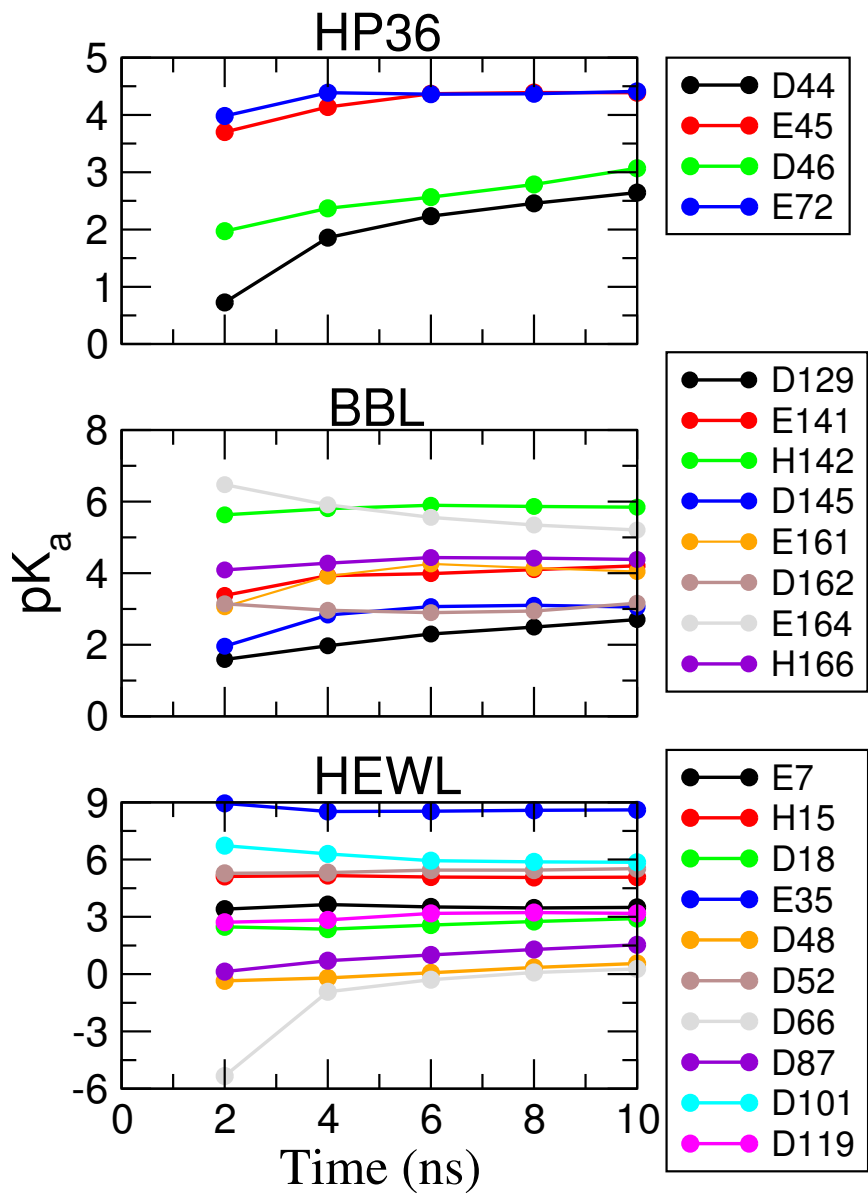 HP36
5
4
3
2
1
0
D44
E45
D46
E72
BBL
8
6
4
2
0
D129
E141
H142
D145
E161
D162
E164
H166
pKa
HEWL
9
6
3
0
-3
-6
0 2 4 6 8 10
Time (ns)
E7
H15
D18
E35
D48
D52
D66
D87
D101
D119